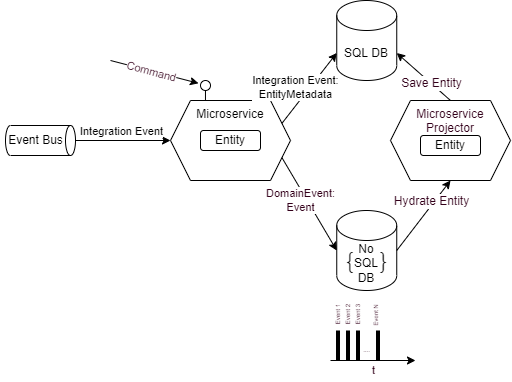 SQL DB
Command
Integration Event:
EntityMetadata
Save Entity
Microservice
Entity
Microservice
Projector
Entity
Event Bus
Integration Event
DomainEvent:
Event
Hydrate Entity
No
{SQL}
DB
Event 1
Event 2
Event 3
...
Event N
t